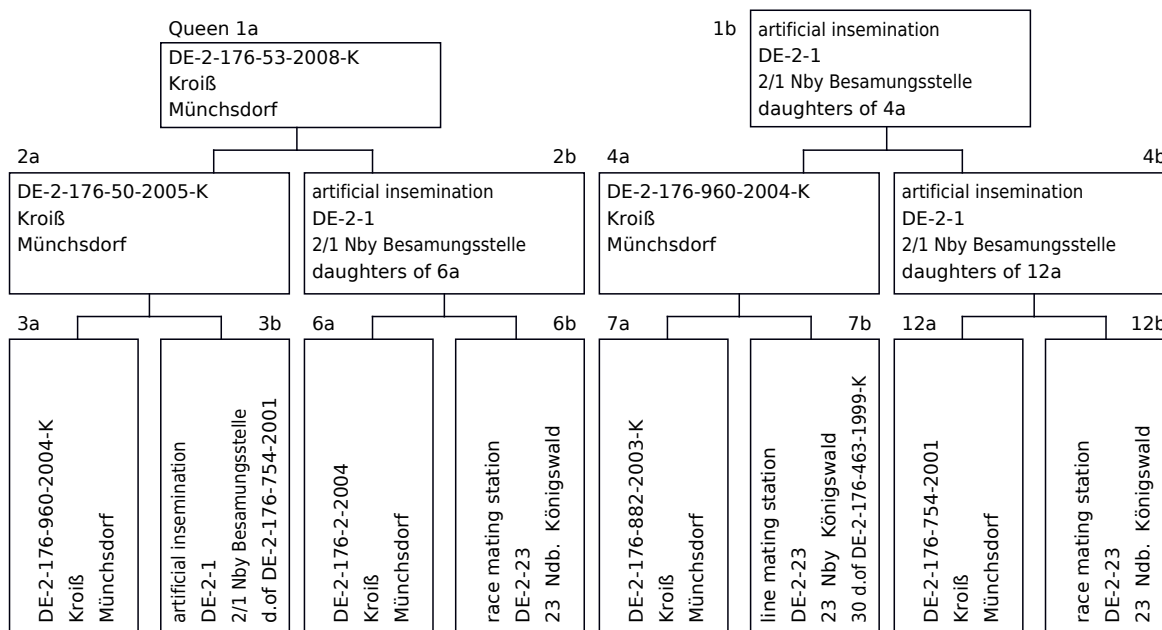 Queen 1a
DE-2-176-53-2008-K
Kroiß
Münchsdorf
1b
artificial insemination
DE-2-1
2/1 Nby Besamungsstelle
daughters of 4a
2a
DE-2-176-50-2005-K
Kroiß
Münchsdorf
2b
artificial insemination
DE-2-1
2/1 Nby Besamungsstelle
daughters of 6a
4a
DE-2-176-960-2004-K
Kroiß
Münchsdorf
4b
artificial insemination
DE-2-1
2/1 Nby Besamungsstelle
daughters of 12a
3a
DE-2-176-960-2004-K
Kroiß
Münchsdorf
3b
artificial insemination
DE-2-1
2/1 Nby Besamungsstelle
d.of DE-2-176-754-2001
6a
DE-2-176-2-2004
Kroiß
Münchsdorf
6b
race mating station
DE-2-23
23 Ndb. Königswald
7a
DE-2-176-882-2003-K
Kroiß
Münchsdorf
7b
line mating station
DE-2-23
23 Nby Königswald
30 d.of DE-2-176-463-1999-K
12a
DE-2-176-754-2001
Kroiß
Münchsdorf
12b
race mating station
DE-2-23
23 Ndb. Königswald